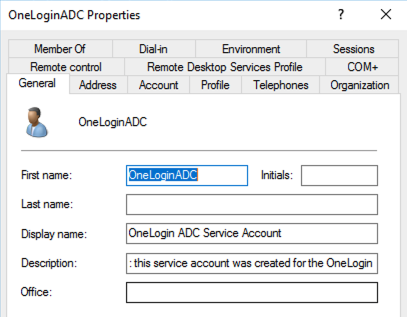 OneLoginADC Properties ?
Member Of Dial-in Environment Sessions
Remote control Remote Desktop Services Profile COM+
General Address Account Profile Telephones Organization
OneLoginADC
First name: OneLoginADC Initials:
Last name:
Display name: OneLogin ADC Service Account
Description: : this service account was created for the OneLogin
Office: